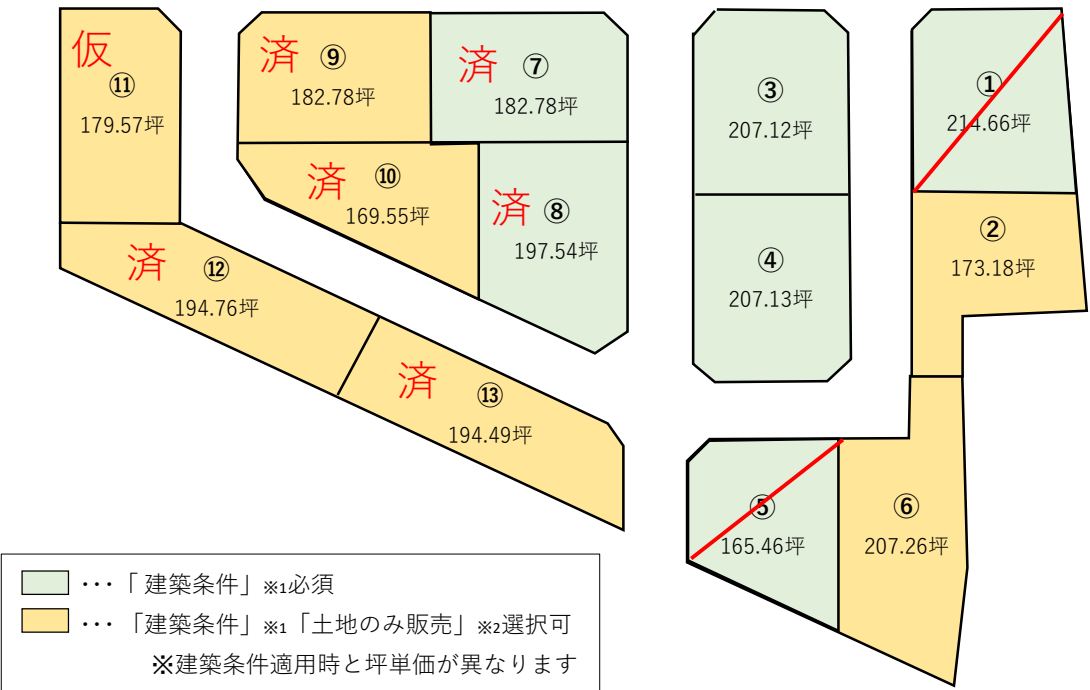 仮
⑪
179.57坪
済 ⑨
182.78坪
済 ⑦
182.78坪
済 ⑩
169.55坪
済 ⑧
197.54坪
済 ⑫
194.76坪
済 ⑬
194.49坪
③
207.12坪
④
207.13坪
①
214.66坪
②
173.18坪
⑤
165.46坪
⑥
207.26坪
･･･「 建築条件」※1必須
･･･ 「建築条件」※1「土地のみ販売」※2選択可
※建築条件適用時と坪単価が異なります